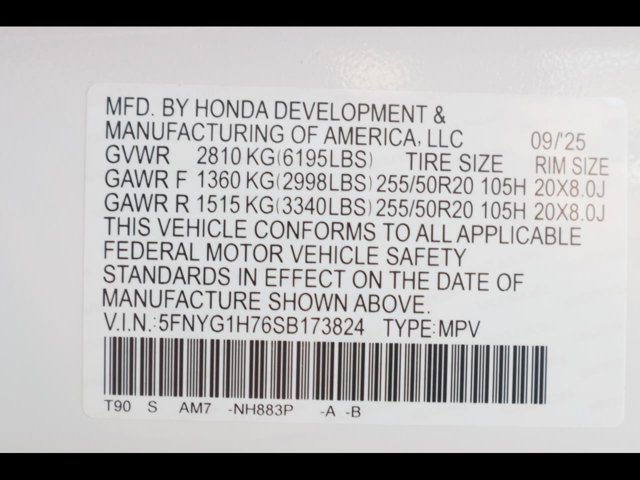 MFD. BY HONDA DEVELOPMENT &
MANUFACTURING OF AMERICA, LLC 09/'25
GVWR 2810 KG(6195LBS) TIRE SIZE RIM SIZE
GAWR F 1360 KG(2998LBS) 255/50R20 105H 20X8.0J
GAWR R 1515 KG(3340LBS) 255/50R20 105H 20X8.0J
THIS VEHICLE CONFORMS TO ALL APPLICABLE
FEDERAL MOTOR VEHICLE SAFETY
STANDARDS IN EFFECT ON THE DATE OF
MANUFACTURE SHOWN ABOVE.
V.I.N.:5FNYG1H76SB173824 TYPE:MPV
T90 S AM7 -NH883P -A -B